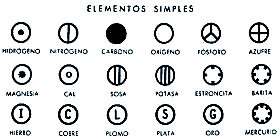 ELEMENTOS SIMPLES
HIDRÓGENO NITRÓGENO CARBONO OXÍGENO FÓSFORO AZUFRE
MAGNESIA CAL SOSA POTASA ESTRONCITA BARITA
I C L S G
HIERRO COBRE PLOMO PLATA ORO MERCURIO